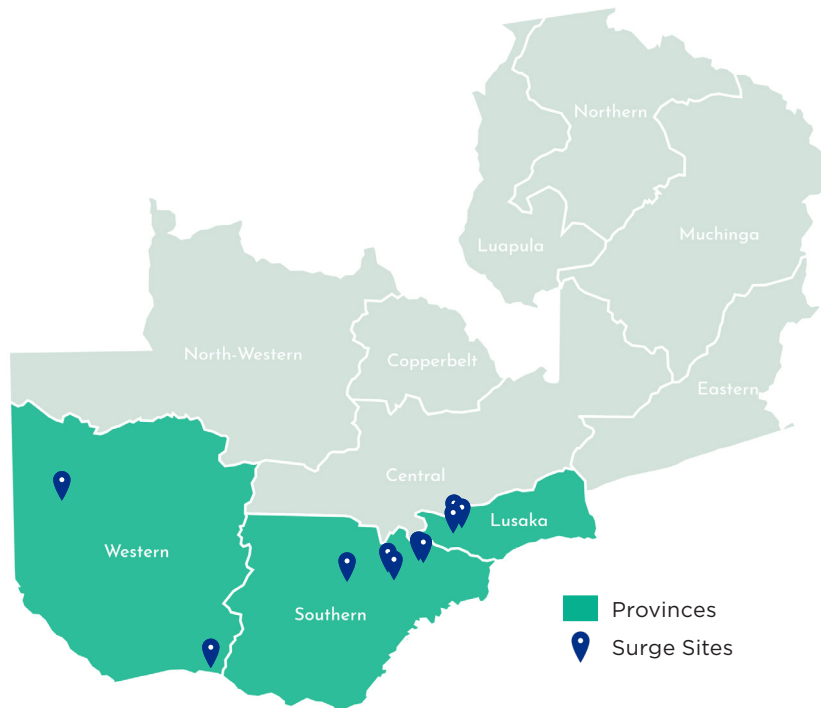 Northern
Luapula
Muchinga
North-Western
Copperbelt
Eastern
Central
Lusaka
Western
Southern
Provinces
Surge Sites